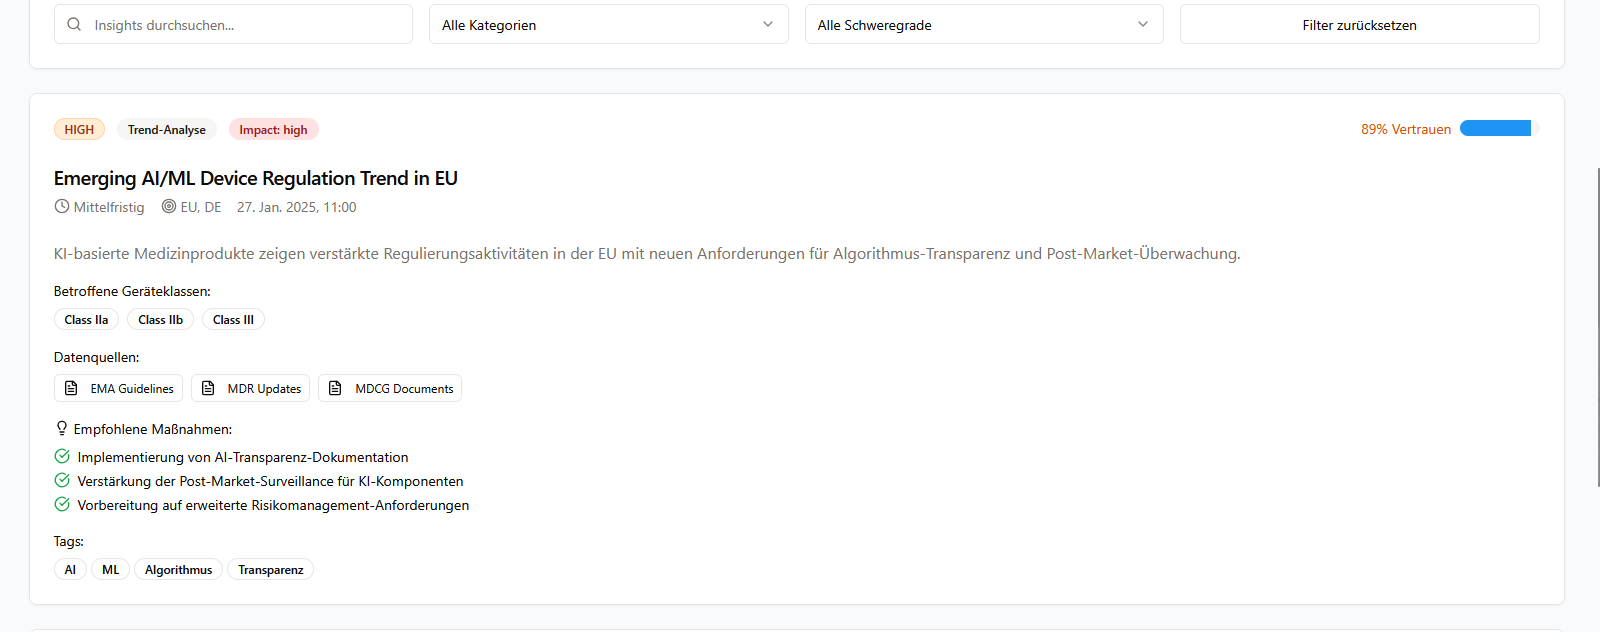 Insights durchsuchen... Alle Kategorien Alle Schweregrade Filter zurücksetzen
HIGH Trend-Analyse Impact: high 89% Vertrauen
Emerging AI/ML Device Regulation Trend in EU
Mittelfristig EU, DE 27. Jan. 2025, 11:00
KI-basierte Medizinprodukte zeigen verstärkte Regulierungsaktivitäten in der EU mit neuen Anforderungen für Algorithmus-Transparenz und Post-Market-Überwachung.
Betroffene Geräteklassen:
Class IIa Class IIb Class III
Datenquellen:
EMA Guidelines MDR Updates MDCG Documents
Empfohlene Maßnahmen:
Implementierung von AI-Transparenz-Dokumentation
Verstärkung der Post-Market-Surveillance für KI-Komponenten
Vorbereitung auf erweiterte Risikomanagement-Anforderungen
Tags:
AI ML Algorithmus Transparenz